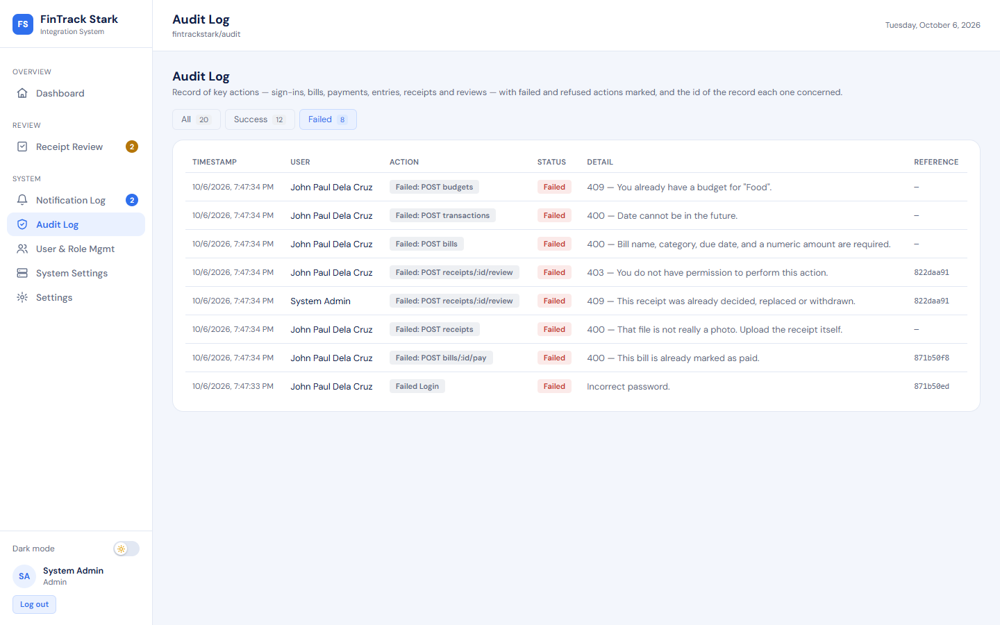 FS
FinTrack Stark
Integration System
OVERVIEW
Dashboard
REVIEW
Receipt Review 2
SYSTEM
Notification Log 2
Audit Log
User & Role Mgmt
System Settings
Settings
Dark mode
SA
System Admin
Admin
Log out
Audit Log
fintrackstark/audit
Tuesday, October 6, 2026
Audit Log
Record of key actions — sign-ins, bills, payments, entries, receipts and reviews — with failed and refused actions marked, and the id of the record each one concerned.
All 20 Success 12 Failed 8
TIMESTAMP USER ACTION STATUS DETAIL REFERENCE
10/6/2026, 7:47:34 PM John Paul Dela Cruz Failed: POST budgets Failed 409 — You already have a budget for "Food". –
10/6/2026, 7:47:34 PM John Paul Dela Cruz Failed: POST transactions Failed 400 — Date cannot be in the future. –
10/6/2026, 7:47:34 PM John Paul Dela Cruz Failed: POST bills Failed 400 — Bill name, category, due date, and a numeric amount are required. –
10/6/2026, 7:47:34 PM John Paul Dela Cruz Failed: POST receipts/:id/review Failed 403 — You do not have permission to perform this action. 822daa91
10/6/2026, 7:47:34 PM System Admin Failed: POST receipts/:id/review Failed 409 — This receipt was already decided, replaced or withdrawn. 822daa91
10/6/2026, 7:47:34 PM John Paul Dela Cruz Failed: POST receipts Failed 400 — That file is not really a photo. Upload the receipt itself. –
10/6/2026, 7:47:34 PM John Paul Dela Cruz Failed: POST bills/:id/pay Failed 400 — This bill is already marked as paid. 871b50f8
10/6/2026, 7:47:33 PM John Paul Dela Cruz Failed Login Failed Incorrect password. 871b50ed